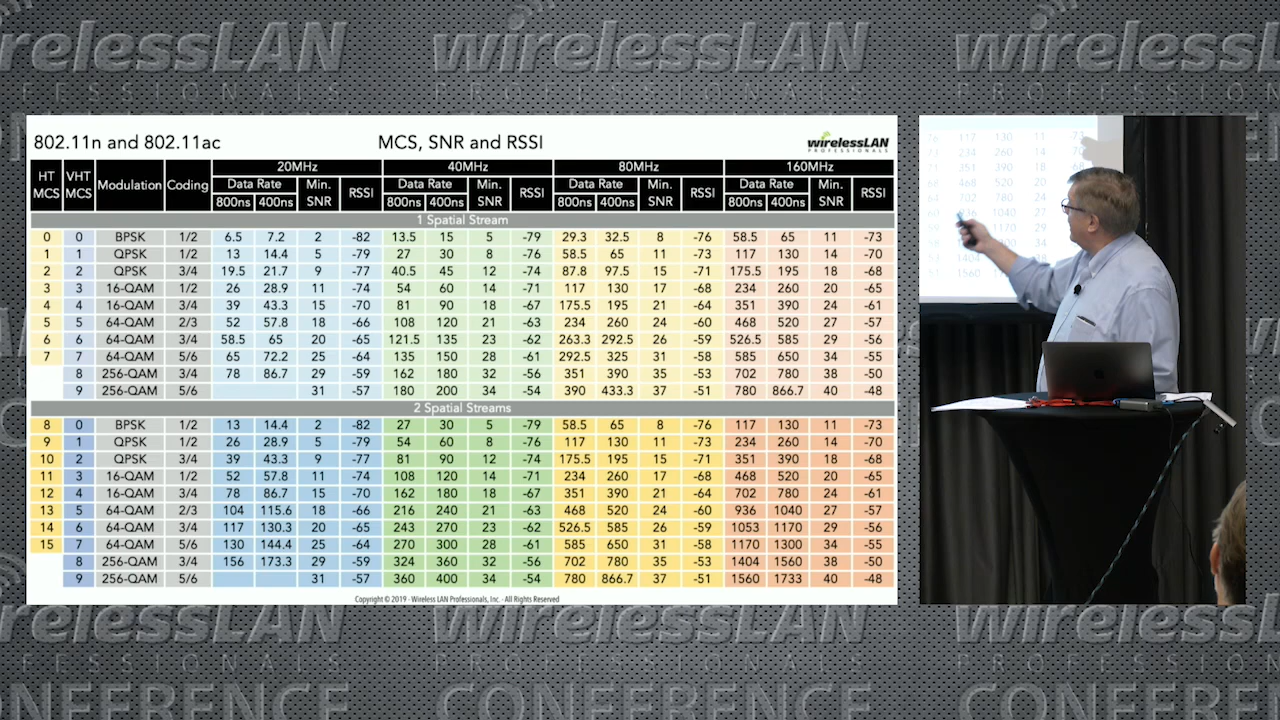 wirelessLAN
PROFESSIONALS
802.11n and 802.11ac MCS, SNR and RSSI wirelessLAN PROFESSIONALS
20MHz 40MHz 80MHz 160MHz
HT MCS VHT MCS Modulation Coding Data Rate Min. SNR RSSI Data Rate Min. SNR RSSI Data Rate Min. SNR RSSI Data Rate Min. SNR RSSI
800ns 400ns 800ns 400ns 800ns 400ns 800ns 400ns
1 Spatial Stream
0 0 BPSK 1/2 6.5 7.2 2 -82 13.5 15 5 -79 29.3 32.5 8 -76 58.5 65 11 -73
1 1 QPSK 1/2 13 14.4 5 -79 27 30 8 -76 58.5 65 11 -73 117 130 14 -70
2 2 QPSK 3/4 19.5 21.7 9 -77 40.5 45 12 -74 87.8 97.5 15 -71 175.5 195 18 -68
3 3 16-QAM 1/2 26 28.9 11 -74 54 60 14 -71 117 130 17 -68 234 260 20 -65
4 4 16-QAM 3/4 39 43.3 15 -70 81 90 18 -67 175.5 195 21 -64 351 390 24 -61
5 5 64-QAM 2/3 52 57.8 18 -66 108 120 21 -63 234 260 24 -60 468 520 27 -57
6 6 64-QAM 3/4 58.5 65 20 -65 121.5 135 23 -62 263.3 292.5 26 -59 526.5 585 29 -56
7 7 64-QAM 5/6 65 72.2 25 -64 135 150 28 -61 292.5 325 31 -58 585 650 34 -55
8 256-QAM 3/4 78 86.7 29 -59 162 180 32 -56 351 390 35 -53 702 780 38 -50
9 256-QAM 5/6 31 -57 180 200 34 -54 390 433.3 37 -51 780 866.7 40 -48
2 Spatial Streams
8 0 BPSK 1/2 13 14.4 2 -82 27 30 5 -79 58.5 65 8 -76 117 130 11 -73
9 1 QPSK 1/2 26 28.9 5 -79 54 60 8 -76 117 130 11 -73 234 260 14 -70
10 2 QPSK 3/4 39 43.3 9 -77 81 90 12 -74 175.5 195 15 -71 351 390 18 -68
11 3 16-QAM 1/2 52 57.8 11 -74 108 120 14 -71 234 260 17 -68 468 520 20 -65
12 4 16-QAM 3/4 78 86.7 15 -70 162 180 18 -67 351 390 21 -64 702 780 24 -61
13 5 64-QAM 2/3 104 115.6 18 -66 216 240 21 -63 468 520 24 -60 936 1040 27 -57
14 6 64-QAM 3/4 117 130.3 20 -65 243 270 23 -62 526.5 585 26 -59 1053 1170 29 -56
15 7 64-QAM 5/6 130 144.4 25 -64 270 300 28 -61 585 650 31 -58 1170 1300 34 -55
8 256-QAM 3/4 156 173.3 29 -59 324 360 32 -56 702 780 35 -53 1404 1560 38 -50
9 256-QAM 5/6 31 -57 360 400 34 -54 780 866.7 37 -51 1560 1733 40 -48
Copyright © 2019 - Wireless LAN Professionals, Inc. - All Rights Reserved
117 130 11 -73
234 260 14
351 390 18 -68
468 520 20
702 780 24
1040 27
wirelessLAN
PROFESSIONALS
CONFERENCE